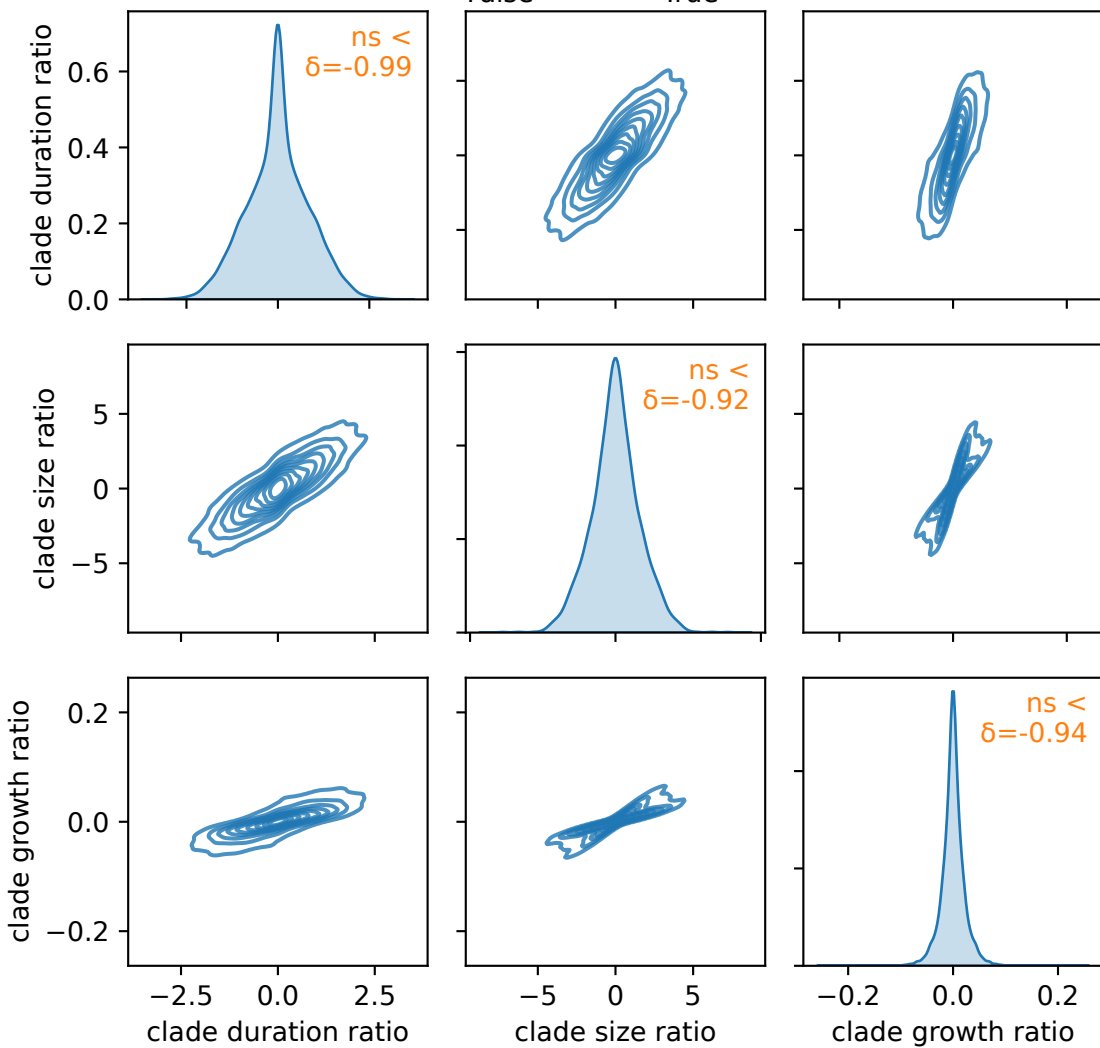 clade duration ratio
0.6
0.4
0.2
0.0
ns <
δ=-0.99
clade size ratio
5
0
−5
ns <
δ=-0.92
clade growth ratio
0.2
0.0
−0.2
ns <
δ=-0.94
−2.5 0.0 2.5
−5 0 5
−0.2 0.0 0.2
clade duration ratio
clade size ratio
clade growth ratio